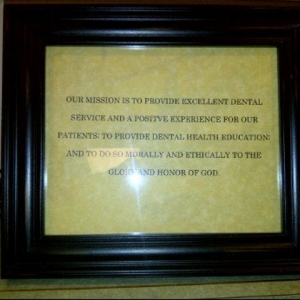 OUR MISSION IS TO PROVIDE EXCELLENT DENTAL
SERVICE AND A POSITVE EXPERIENCE FOR OUR
PATIENTS; TO PROVIDE DENTAL HEALTH EDUCATION;
AND TO DO SO MORALLY AND ETHICALLY TO THE
GLORY AND HONOR OF GOD.